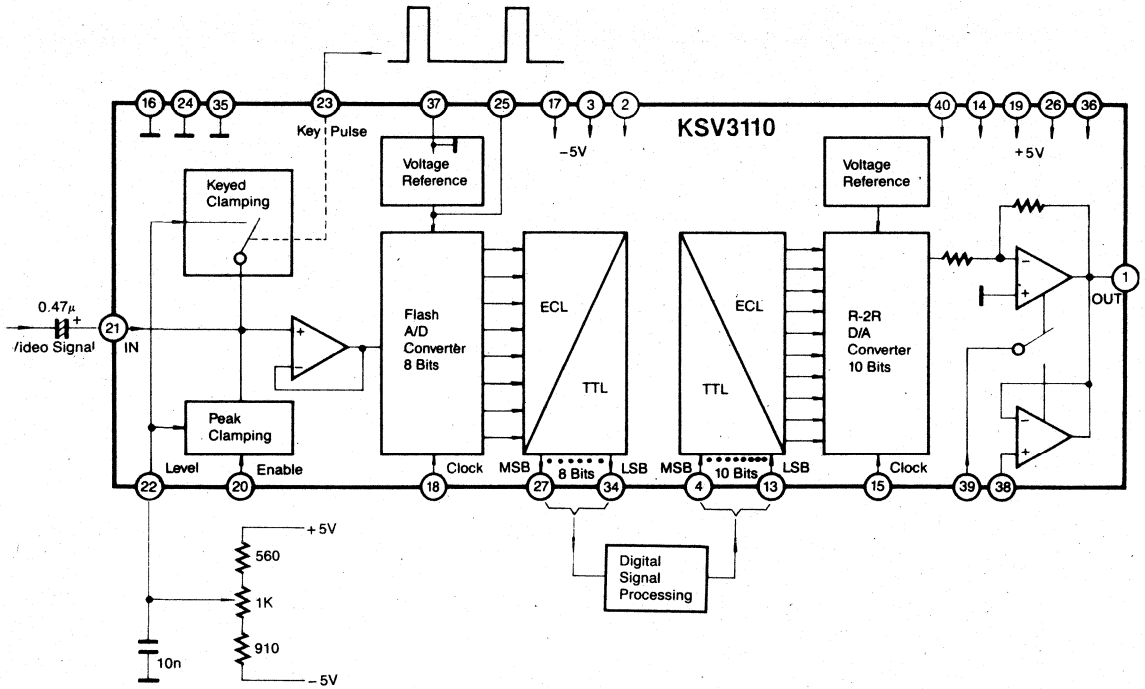 16
24
35
23
37
25
17
3
2
40
14
19
26
36
Key Pulse
-5V
KSV3110
+5V
Keyed
Clamping
Voltage
Reference
Voltage
Reference
0.47μ
+
21
IN
/ideo Signal
+
−
Flash
A/D
Converter
8 Bits
ECL
TTL
ECL
TTL
R-2R
D/A
Converter
10 Bits
−
+
1
OUT
−
+
Peak
Clamping
Level
Enable
Clock
MSB
8 Bits
LSB
MSB
10 Bits
LSB
Clock
22
20
18
27
34
4
13
15
39
38
+5V
560
1K
910
10n
-5V
Digital
Signal
Processing